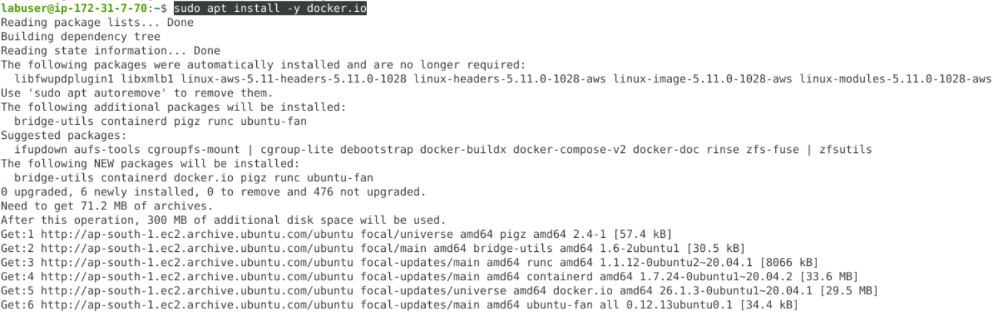 labuser@ip-172-31-7-70:~$ sudo apt install -y docker.io
Reading package lists... Done
Building dependency tree
Reading state information... Done
The following packages were automatically installed and are no longer required:
  libfwupdplugin1 libxmlb1 linux-aws-5.11-headers-5.11.0-1028 linux-headers-5.11.0-1028-aws linux-image-5.11.0-1028-aws linux-modules-5.11.0-1028-aws
Use 'sudo apt autoremove' to remove them.
The following additional packages will be installed:
  bridge-utils containerd pigz runc ubuntu-fan
Suggested packages:
  ifupdown aufs-tools cgroupfs-mount | cgroup-lite debootstrap docker-buildx docker-compose-v2 docker-doc rinse zfs-fuse | zfsutils
The following NEW packages will be installed:
  bridge-utils containerd docker.io pigz runc ubuntu-fan
0 upgraded, 6 newly installed, 0 to remove and 476 not upgraded.
Need to get 71.2 MB of archives.
After this operation, 300 MB of additional disk space will be used.
Get:1 http://ap-south-1.ec2.archive.ubuntu.com/ubuntu focal/universe amd64 pigz amd64 2.4-1 [57.4 kB]
Get:2 http://ap-south-1.ec2.archive.ubuntu.com/ubuntu focal/main amd64 bridge-utils amd64 1.6-2ubuntu1 [30.5 kB]
Get:3 http://ap-south-1.ec2.archive.ubuntu.com/ubuntu focal-updates/main amd64 runc amd64 1.1.12-0ubuntu2~20.04.1 [8066 kB]
Get:4 http://ap-south-1.ec2.archive.ubuntu.com/ubuntu focal-updates/main amd64 containerd amd64 1.7.24-0ubuntu1~20.04.2 [33.6 MB]
Get:5 http://ap-south-1.ec2.archive.ubuntu.com/ubuntu focal-updates/universe amd64 docker.io amd64 26.1.3-0ubuntu1~20.04.1 [29.5 MB]
Get:6 http://ap-south-1.ec2.archive.ubuntu.com/ubuntu focal-updates/main amd64 ubuntu-fan all 0.12.13ubuntu0.1 [34.4 kB]